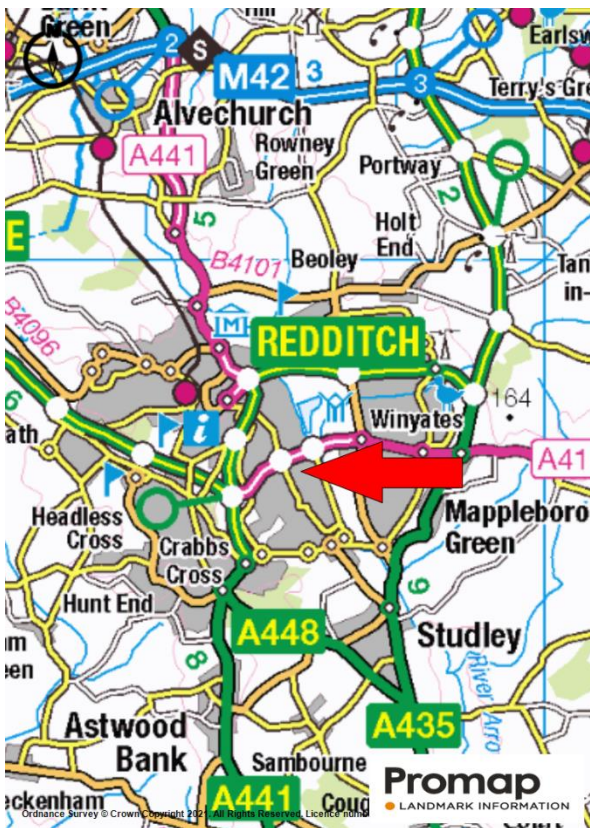 Green
2
S
M42
3
3
Earlsw
Terry's Gre
Alvechurch
A441
Rowney
Green
Portway
2
5
Holt
End
E
B4101
Beoley
Tan
in-
B4096
M
REDDITCH
6
164
Winyates
ath
i
A41
Headless
Cross
Crabbs
Cross
Mappleboro
Green
Hunt End
9
A448
Studley
8
een
River Arro
A435
Astwood
Bank
Sambourne
Promap
LANDMARK INFORMATION
eckenham
A441
Coug
Ordnance Survey © Crown Copyright 2021. All Rights Reserved. Licence num